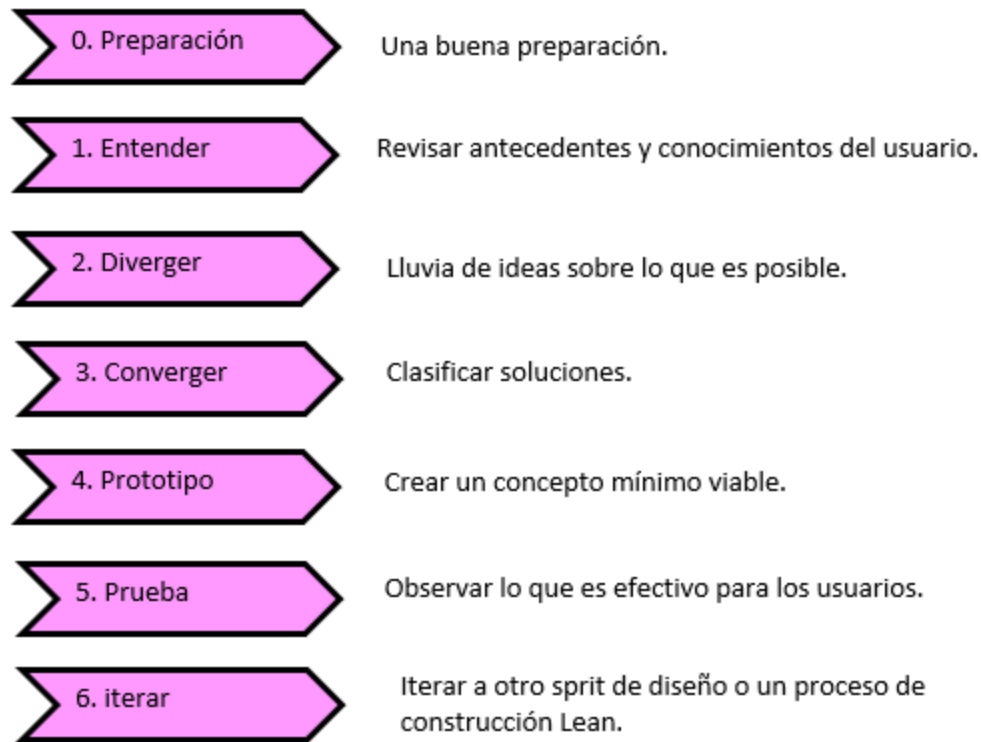 0. Preparación
Una buena preparación.
1. Entender
Revisar antecedentes y conocimientos del usuario.
2. Diverger
Lluvia de ideas sobre lo que es posible.
3. Converger
Clasificar soluciones.
4. Prototipo
Crear un concepto mínimo viable.
5. Prueba
Observar lo que es efectivo para los usuarios.
6. iterar
Iterar a otro sprit de diseño o un proceso de
construcción Lean.